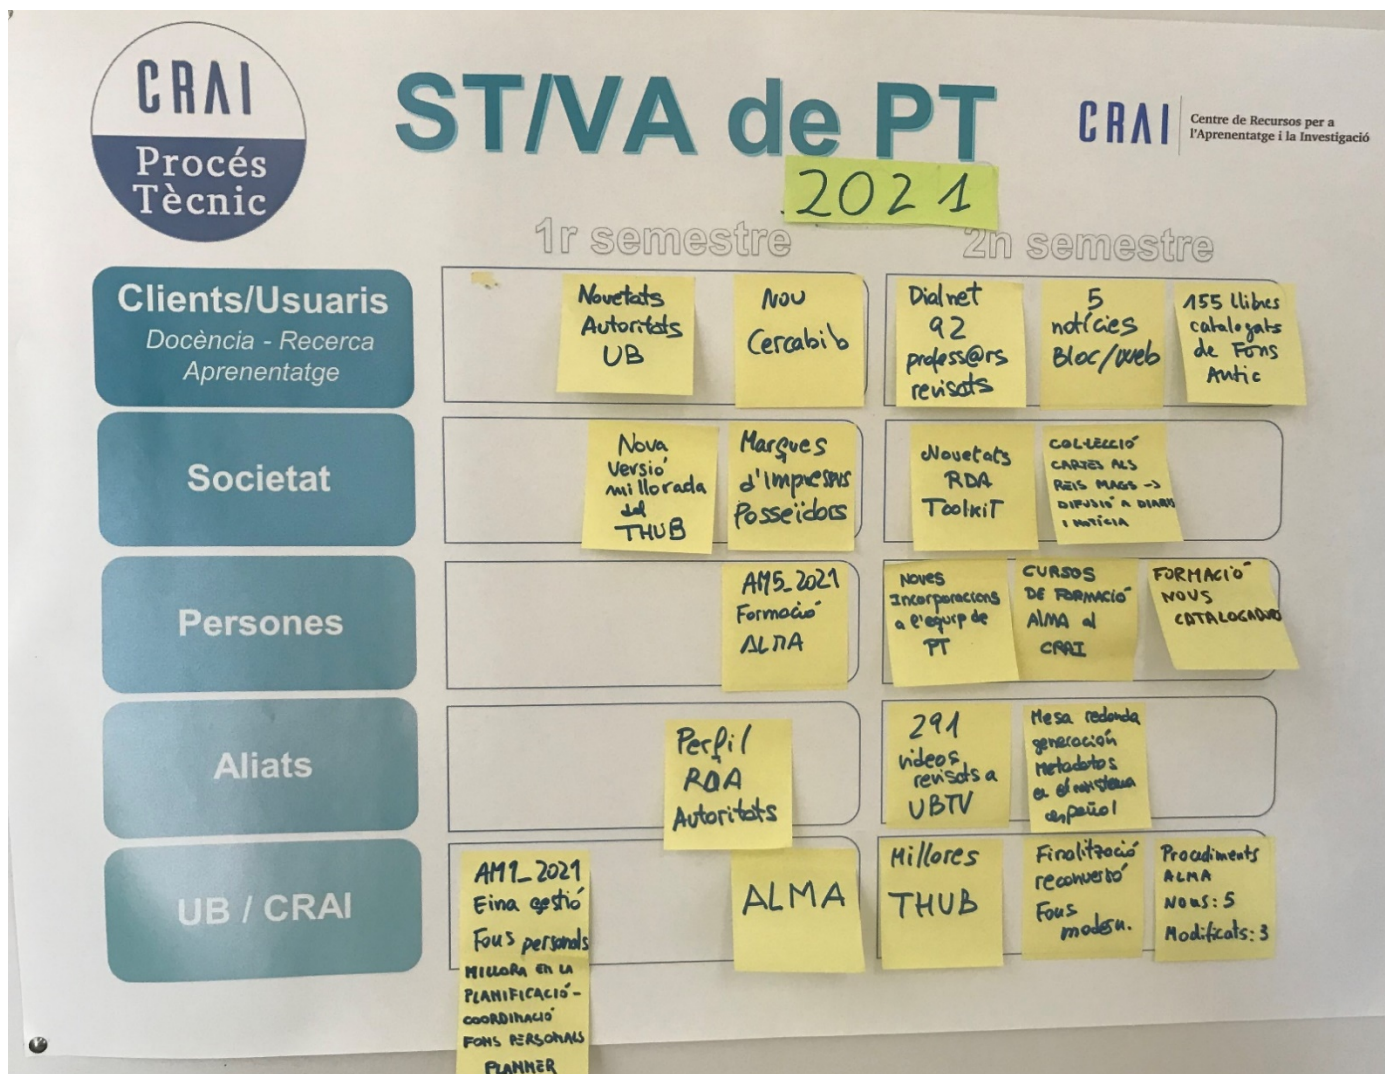 CRAI
Procés
Tècnic
ST/VA de PT
CRAI
Centre de Recursos per a
l'Aprenentatge i la Investigació
2021
1r semestre
2n semestre
Clients/Usuaris
Docència - Recerca
Aprenentatge
Novetats
Autoritats
UB
Nou
Cercabib
Dialnet
92
profess@rs
revisats
5
notícies
Bloc/web
155 llibres
catalogats
de Fons
Antic
Societat
Nova
Versió
millorada
del
THUB
Marques
d'Impressors
Posseïdors
Novetats
RDA
Toolkit
COL·LECCIÓ
CARTES ALS
REIS MAGS ->
DIFUSIÓ A DIARIS
I NOTÍCIA
Persones
AM5_2021
Formació
ALMA
Noves
Incorporacions
a l'equip de
PT
CURSOS
DE FORMACIÓ
ALMA al
CRAI
FORMACIÓ
NOUS
CATALOGADORS
Aliats
Perfil
RDA
Autoritats
291
videos
revisats a
UBTV
Mesa redonda
generación
Metadatos
en el
español
UB / CRAI
AM1_2021
Eina gestió
Fons personals
MILLORA EN LA
PLANIFICACIÓ-
COORDINACIÓ
FONS PERSONALS
PLANNER
ALMA
Millores
THUB
Finalització
reconversió
Fons
modern.
Procediments
ALMA
Nous: 5
Modificats: 3